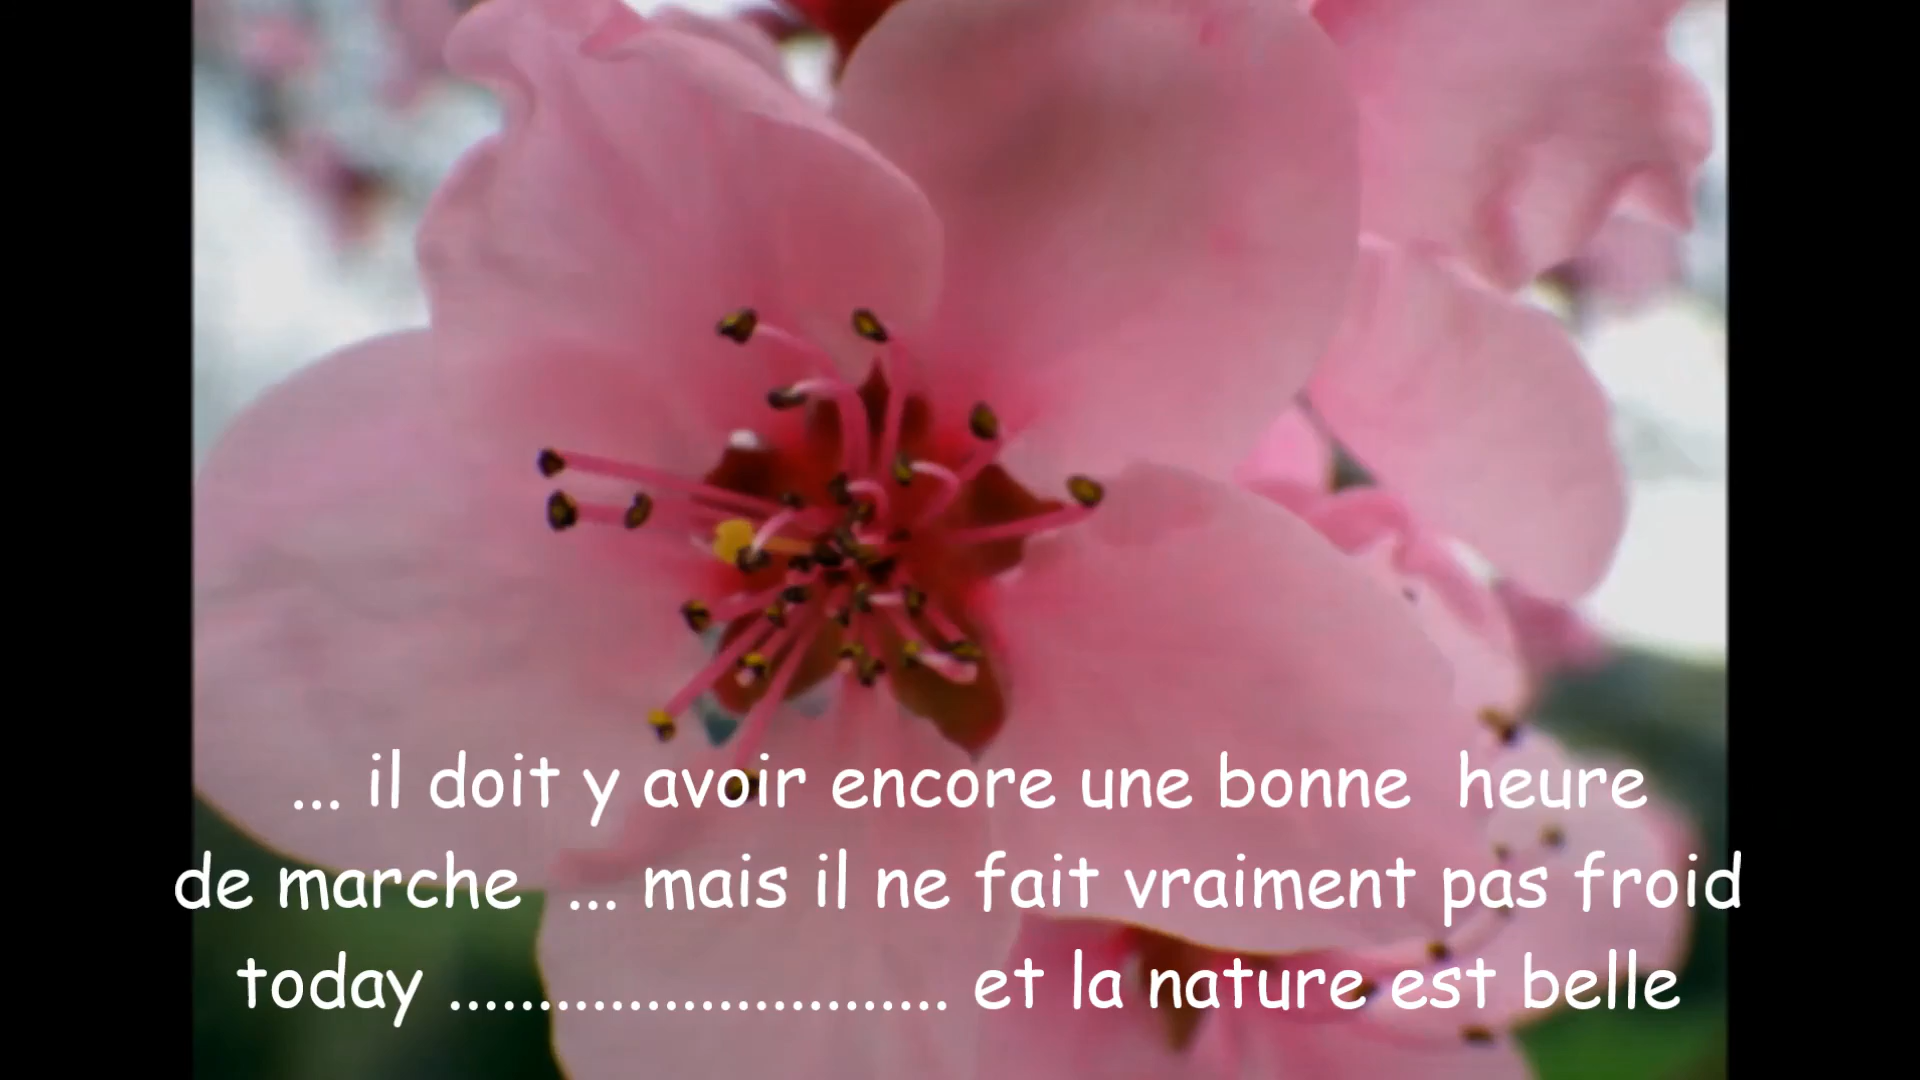 ... il doit y avoir encore une bonne  heure
de marche  ... mais il ne fait vraiment pas froid
today ............................ et la nature est belle